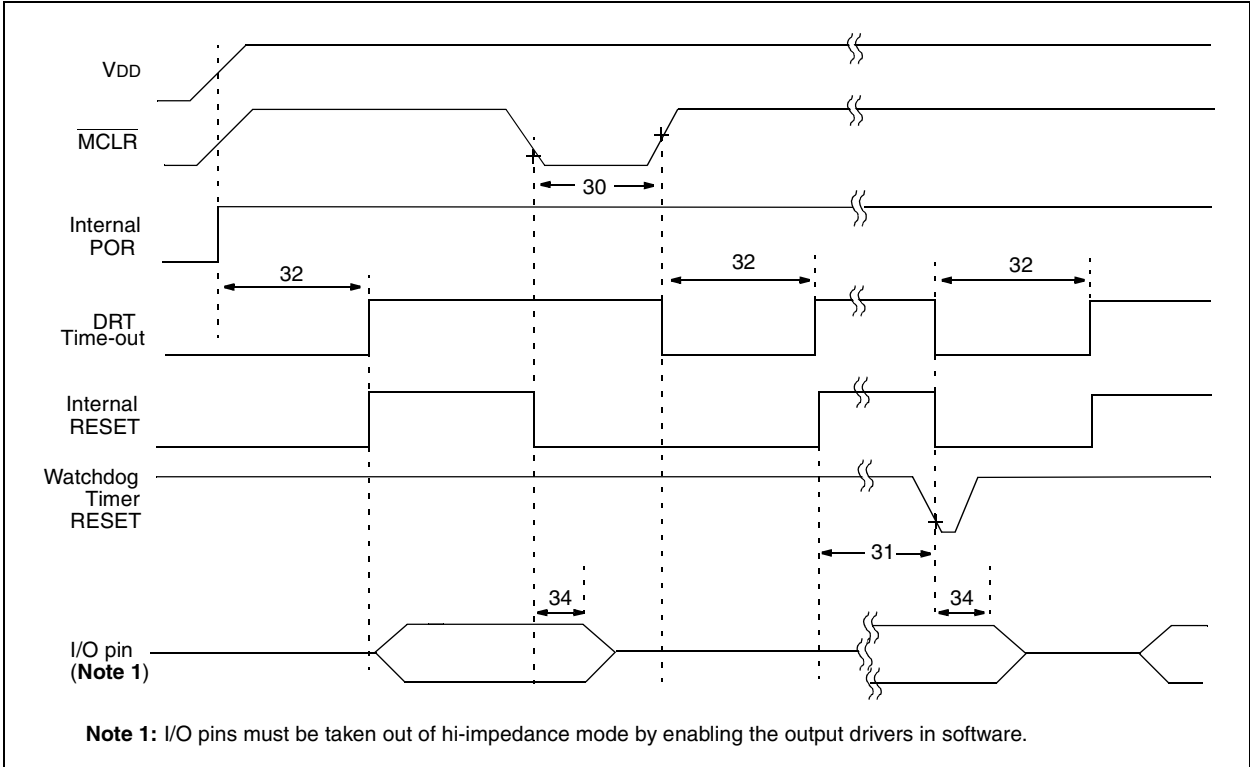 VDD
MCLR
30
Internal
POR
32
32
32
DRT
Time-out
Internal
RESET
Watchdog
Timer
RESET
31
34
34
I/O pin
(Note 1)
Note 1: I/O pins must be taken out of hi-impedance mode by enabling the output drivers in software.